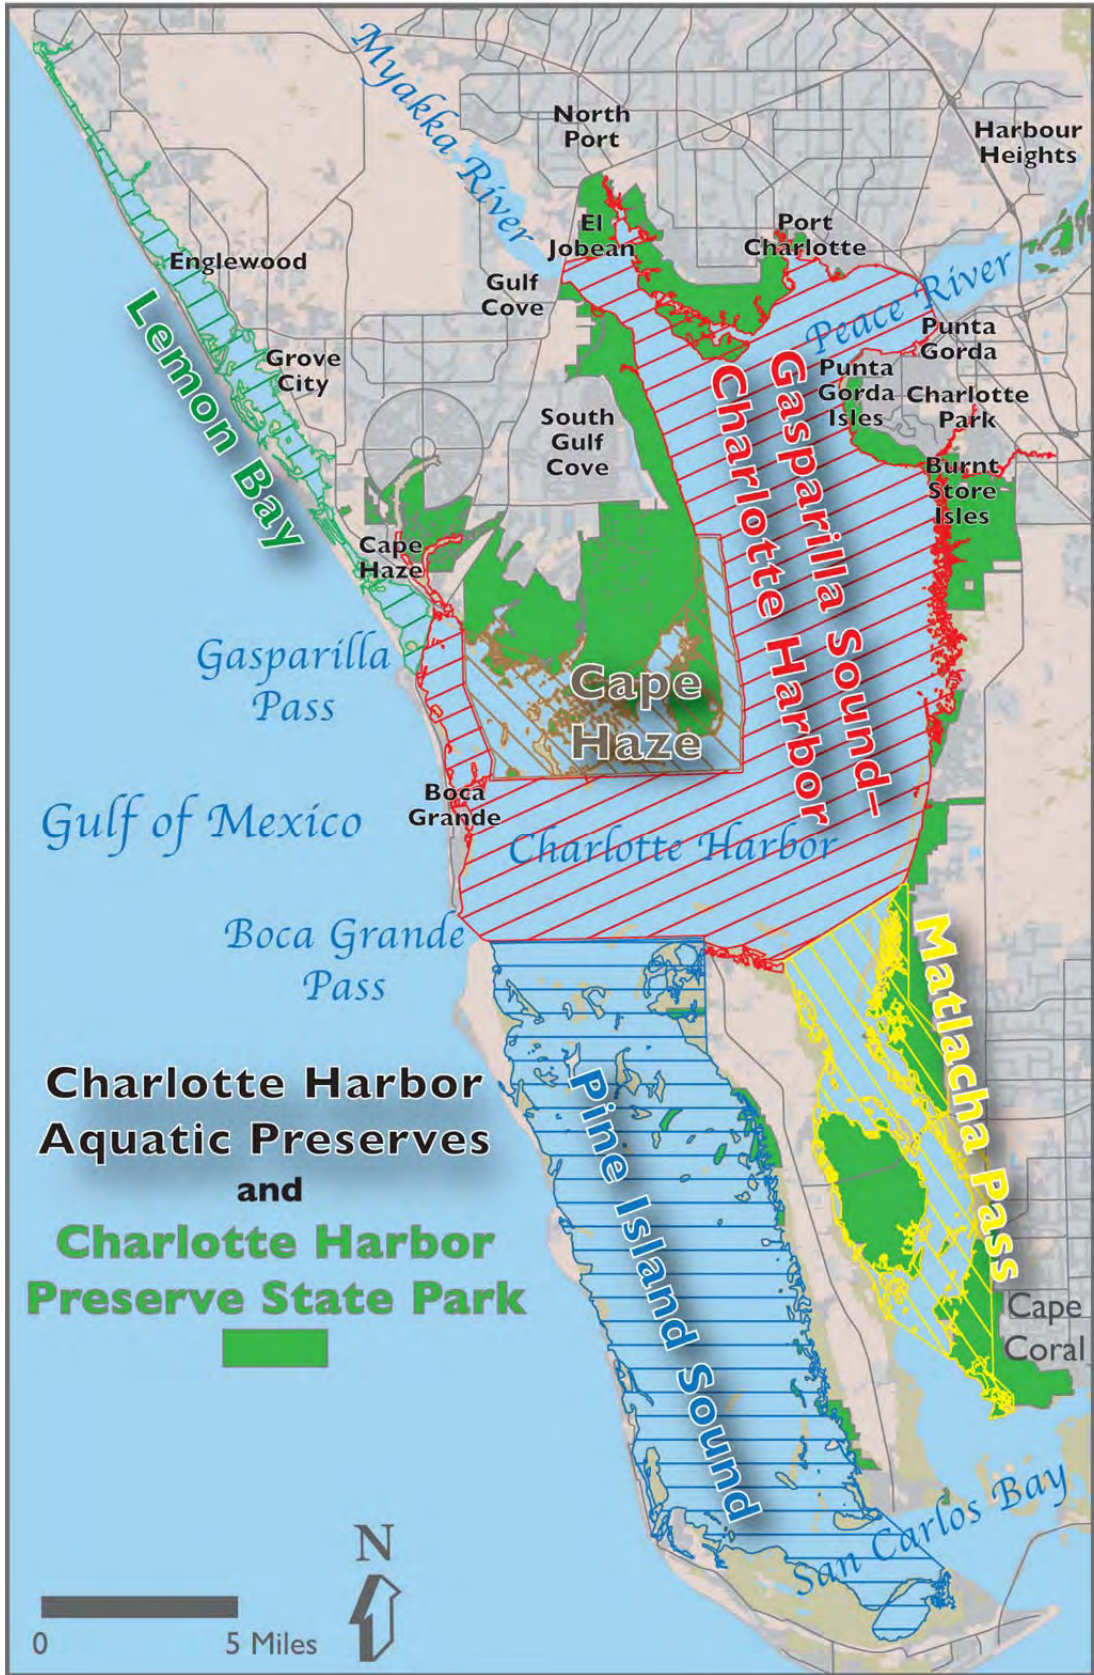 Myakka River
North
Port
Harbour
Heights
El
Jobean
Port
Charlotte
Englewood
Gulf
Cove
Peace River
Punta
Gorda
Lemon Bay
Grove
City
Punta
Gorda
Isles
Charlotte
Park
Gasparilla Sound–
Charlotte Harbor
South
Gulf
Cove
Burnt
Store
Isles
Cape
Haze
Gasparilla
Pass
Cape
Haze
Boca
Grande
Gulf of Mexico
Charlotte Harbor
Boca Grande
Pass
Matlacha Pass
Charlotte Harbor
Aquatic Preserves
and
Charlotte Harbor
Preserve State Park
Pine Island Sound
Cape
Coral
San Carlos Bay
N
0 5 Miles